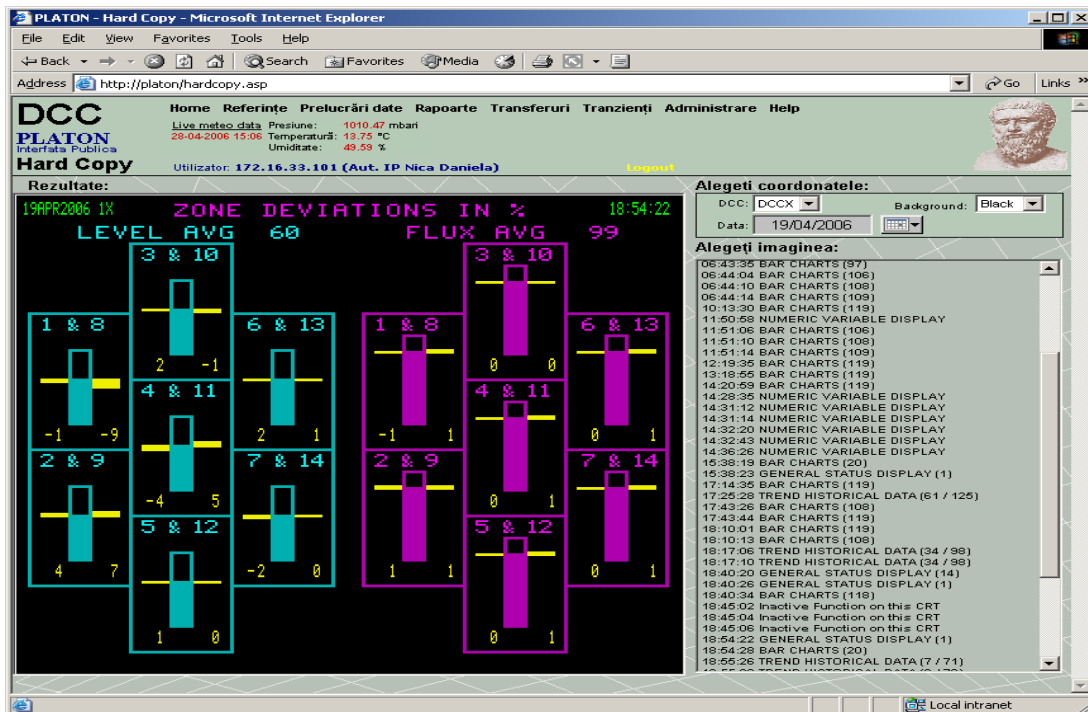 PLATON - Hard Copy - Microsoft Internet Explorer
File Edit View Favorites Tools Help
Back Search Favorites Media
Address http://platon/hardcopy.asp Go Links »
DCC
PLATON
Interfata Publica
Hard Copy
Home Referințe Prelucrări date Rapoarte Transferuri Tranzienți Administrare Help
Live meteo data Presiune: 1010.47 mbari
28-04-2006 15:06 Temperatură: 13.75 °C
Umiditate: 49.59 %
Utilizator: 172.16.33.101 (Aut. IP Nica Daniela) Logout
Rezultate:
19APR2006 1X ZONE DEVIATIONS IN % 18:54:22
LEVEL AVG 60 FLUX AVG 99
3 & 10
2 -1
1 & 8
-1 -9
6 & 13
2 1
4 & 11
-4 5
2 & 9
4 7
7 & 14
-2 0
5 & 12
1 0
3 & 10
0 0
1 & 8
-1 1
6 & 13
0 1
4 & 11
0 1
2 & 9
1 1
7 & 14
0 1
5 & 12
0 1
Alegeti coordonatele:
DCC: DCCX Background: Black
Data: 19/04/2006
Alegeți imaginea:
06:43:35 BAR CHARTS (97)
06:44:04 BAR CHARTS (106)
06:44:10 BAR CHARTS (108)
06:44:14 BAR CHARTS (109)
10:13:30 BAR CHARTS (119)
11:50:58 NUMERIC VARIABLE DISPLAY
11:51:06 BAR CHARTS (106)
11:51:10 BAR CHARTS (108)
11:51:14 BAR CHARTS (109)
12:19:35 BAR CHARTS (119)
13:18:55 BAR CHARTS (119)
14:20:59 BAR CHARTS (119)
14:28:35 NUMERIC VARIABLE DISPLAY
14:31:12 NUMERIC VARIABLE DISPLAY
14:31:14 NUMERIC VARIABLE DISPLAY
14:32:20 NUMERIC VARIABLE DISPLAY
14:32:43 NUMERIC VARIABLE DISPLAY
14:36:26 NUMERIC VARIABLE DISPLAY
15:38:19 BAR CHARTS (20)
15:38:23 GENERAL STATUS DISPLAY (1)
17:14:35 BAR CHARTS (119)
17:25:28 TREND HISTORICAL DATA (61 / 125)
17:43:26 BAR CHARTS (108)
17:43:44 BAR CHARTS (119)
18:10:01 BAR CHARTS (119)
18:10:13 BAR CHARTS (108)
18:17:06 TREND HISTORICAL DATA (34 / 98)
18:17:10 TREND HISTORICAL DATA (34 / 98)
18:40:20 GENERAL STATUS DISPLAY (14)
18:40:26 GENERAL STATUS DISPLAY (1)
18:40:34 BAR CHARTS (118)
18:45:02 Inactive Function on this CRT
18:45:04 Inactive Function on this CRT
18:45:06 Inactive Function on this CRT
18:54:22 GENERAL STATUS DISPLAY (1)
18:54:28 BAR CHARTS (20)
18:55:26 TREND HISTORICAL DATA (7 / 71)
Local intranet